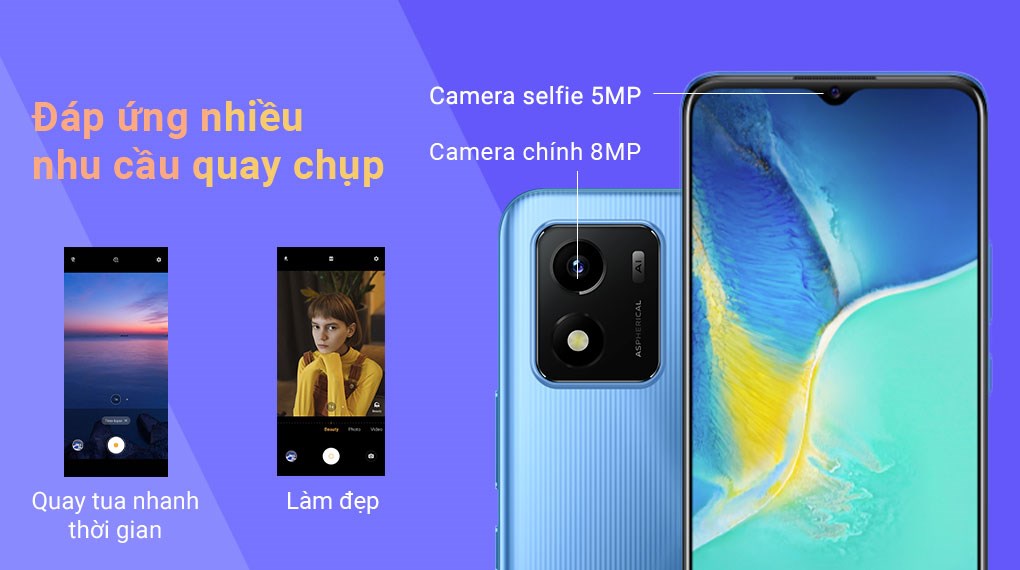 Đáp ứng nhiều
nhu cầu quay chụp
Camera selfie 5MP
Camera chính 8MP
AI
ASPHERICAL
Beauty Photo Video
Quay tua nhanh
thời gian
Làm đẹp